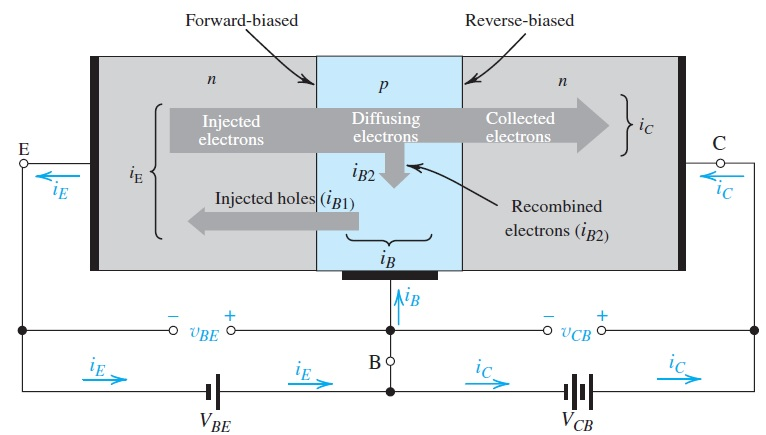 Forward-biased
Reverse-biased
n
p
n
Injected
electrons
Diffusing
electrons
Collected
electrons
iC
E
C
iE
iE
iB2
iC
Injected holes (iB1)
Recombined
electrons (iB2)
iB
iB
− vBE +
− vCB +
B
iE
iE
iC
iC
VBE
VCB